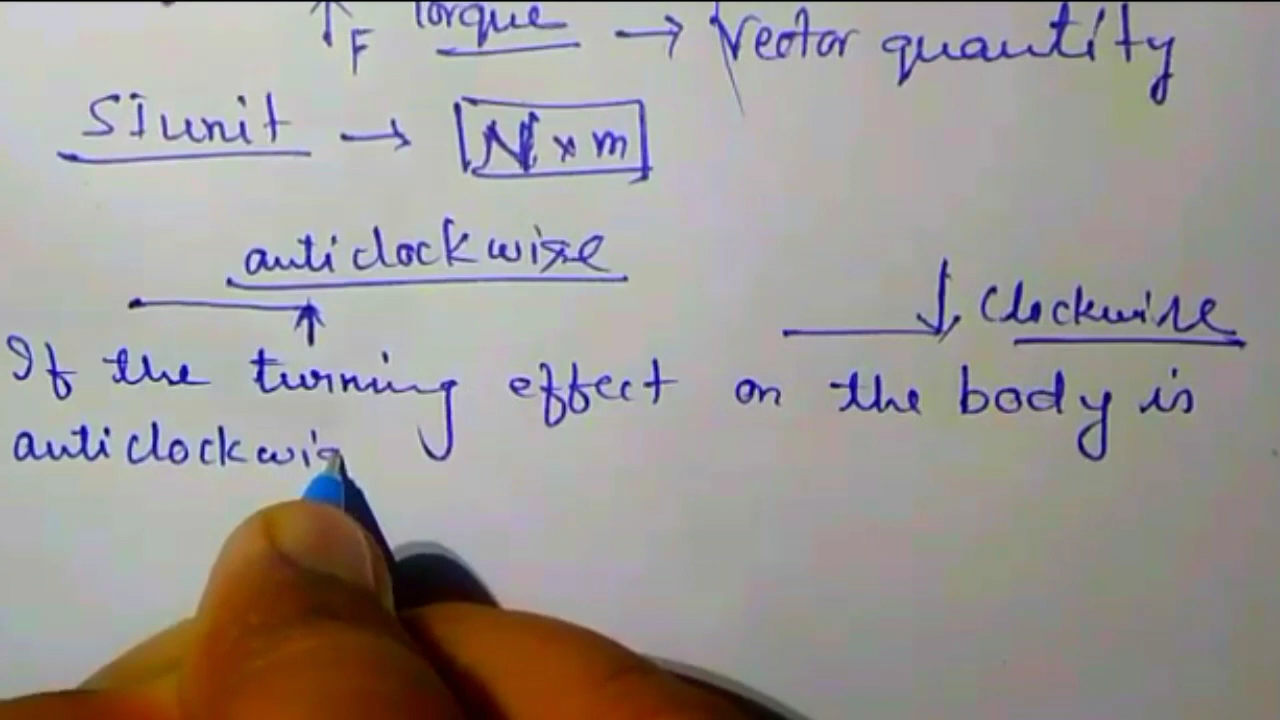 F Torque → Vector quantity
SI unit → N × m
anticlockwise
Clockwise
If the turning effect on the body is
anticlockwis